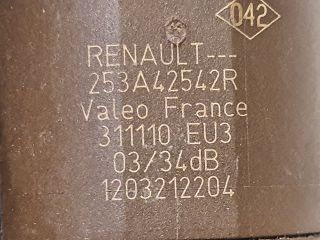 042
RENAULT---
253A42542R
Valeo France
311110 EU3
03/34dB
1203212204